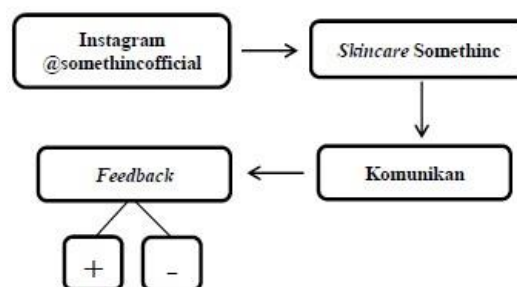 Instagram
@somethincofficial
Skincare Somethinc
Komunikan
Feedback
+
-